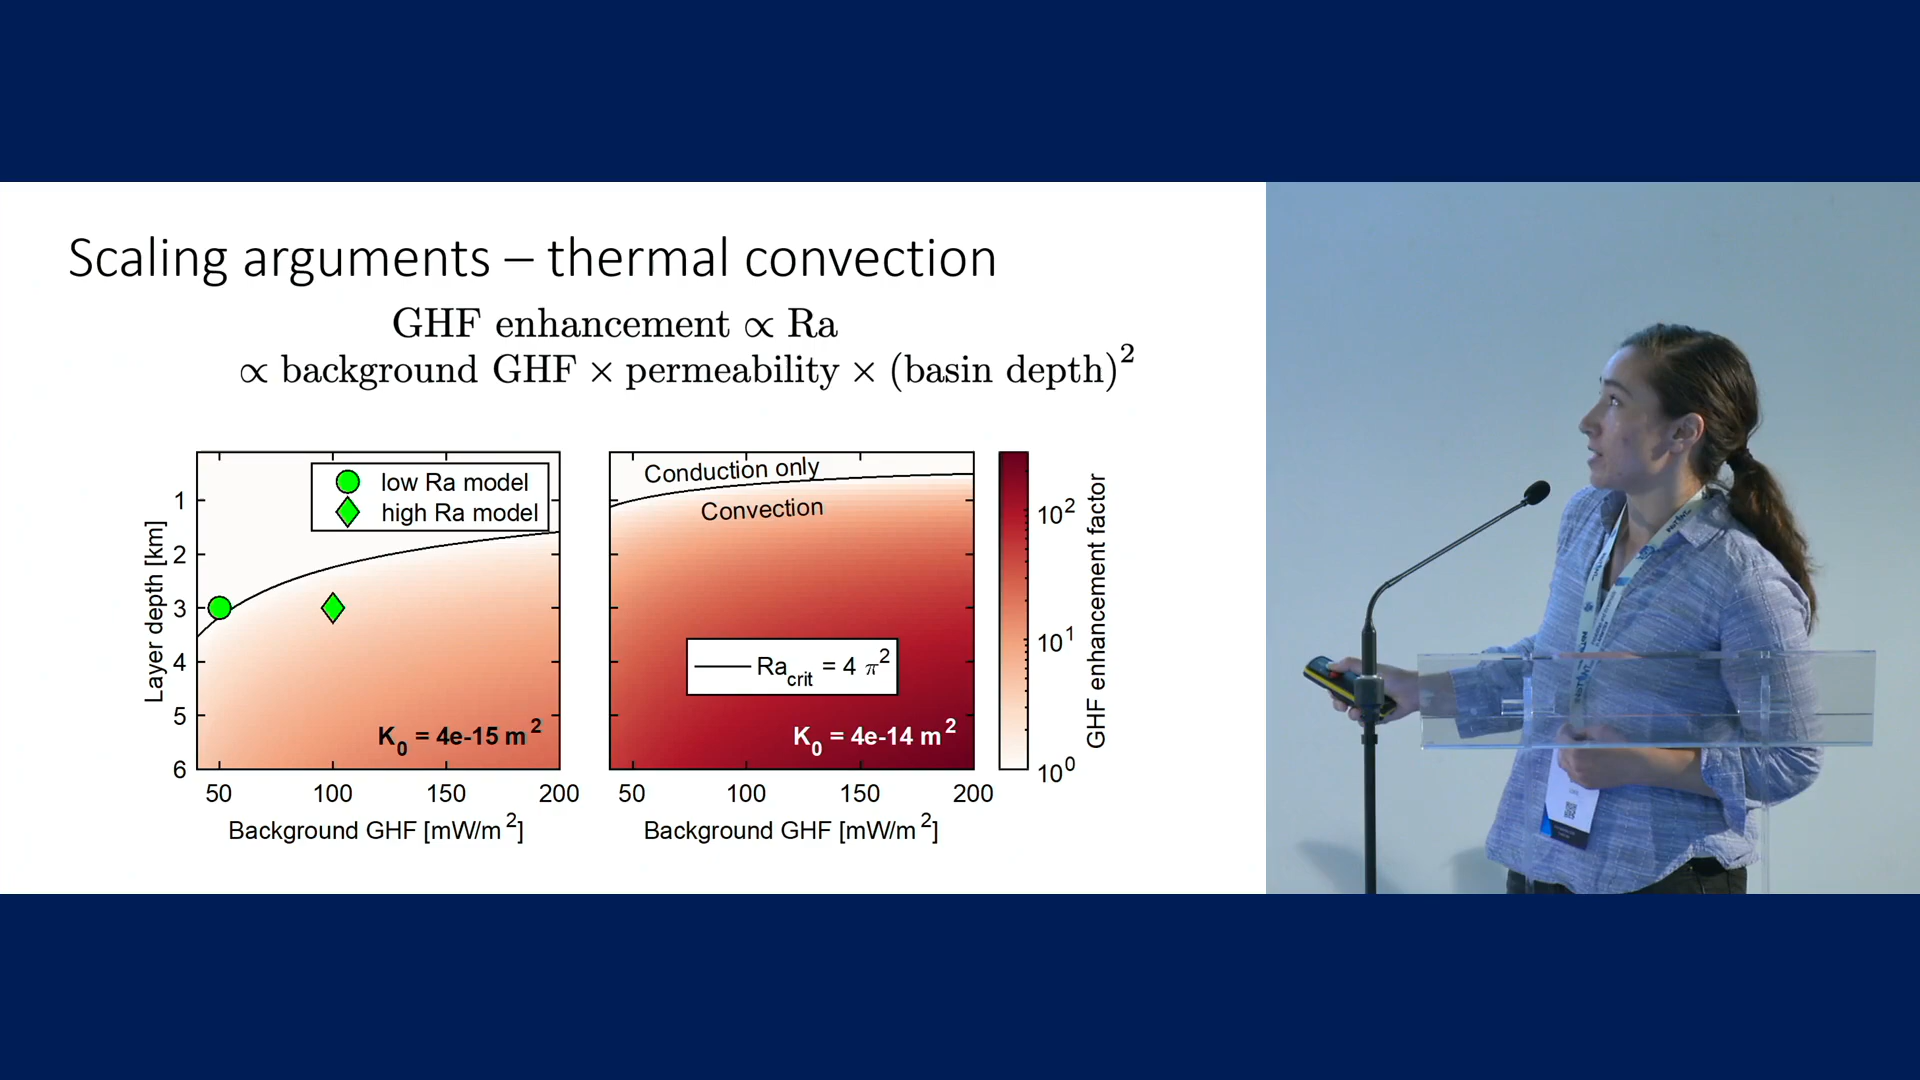 Scaling arguments – thermal convection
GHF enhancement ∝ Ra
∝ background GHF × permeability × (basin depth)²
low Ra model
high Ra model
Layer depth [km]
1
2
3
4
5
6
K₀ = 4e-15 m²
50 100 150 200
Background GHF [mW/m²]
Conduction only
Convection
Ra_crit = 4 π²
K₀ = 4e-14 m²
50 100 150 200
Background GHF [mW/m²]
10²
10¹
10⁰
GHF enhancement factor